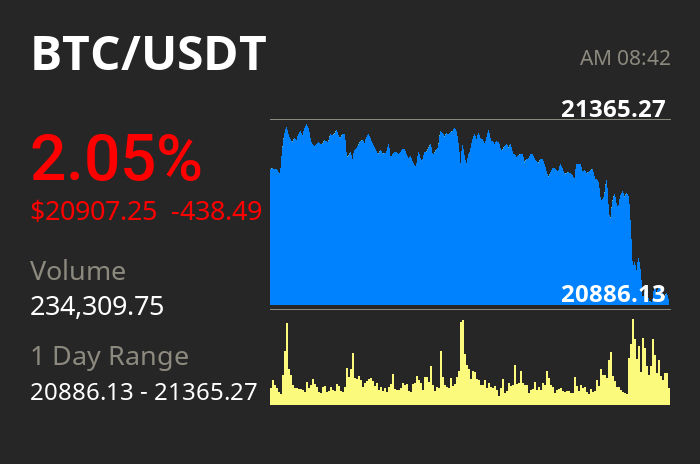 BTC/USDT
AM 08:42
21365.27
2.05%
$20907.25 -438.49
Volume
234,309.75
20886.13
1 Day Range
20886.13 - 21365.27